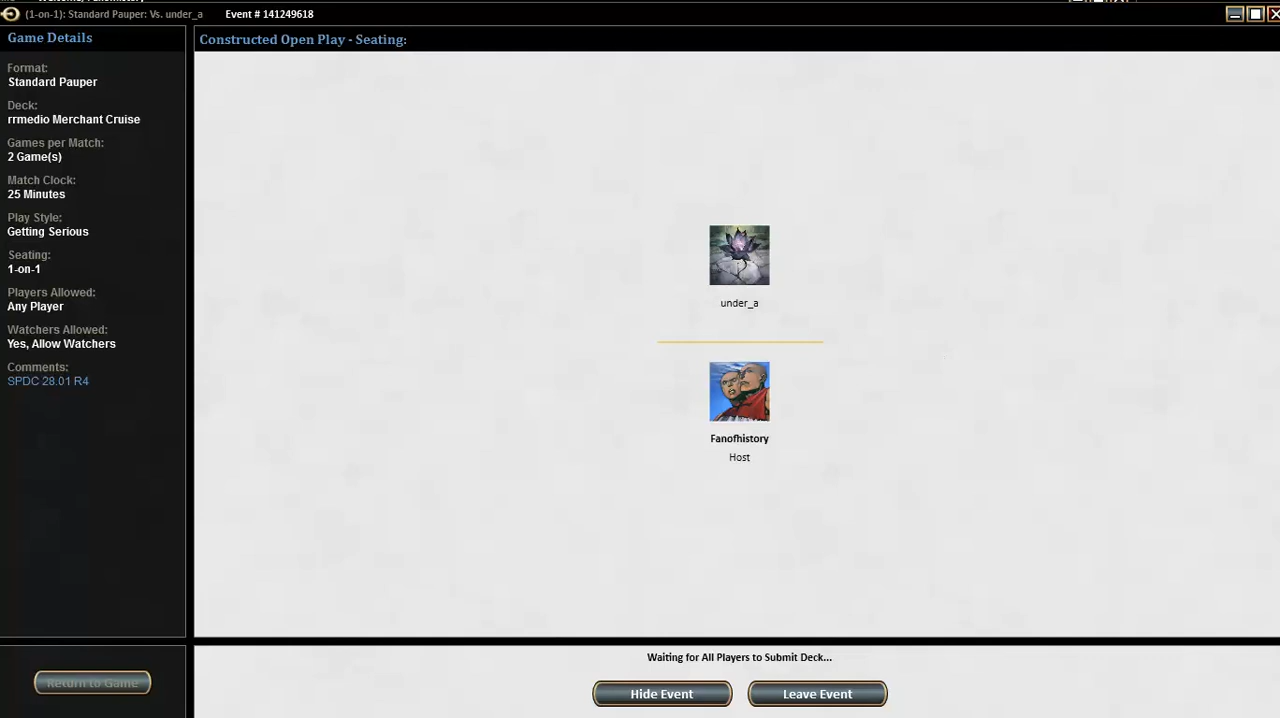 (1-on-1): Standard Pauper: Vs. under_a Event # 141249618
Game Details
Format:
Standard Pauper
Deck:
rrmedio Merchant Cruise
Games per Match:
2 Game(s)
Match Clock:
25 Minutes
Play Style:
Getting Serious
Seating:
1-on-1
Players Allowed:
Any Player
Watchers Allowed:
Yes, Allow Watchers
Comments:
SPDC 28.01 R4
Return to Game
Constructed Open Play - Seating:
under_a
Fanofhistory
Host
Waiting for All Players to Submit Deck...
Hide Event Leave Event